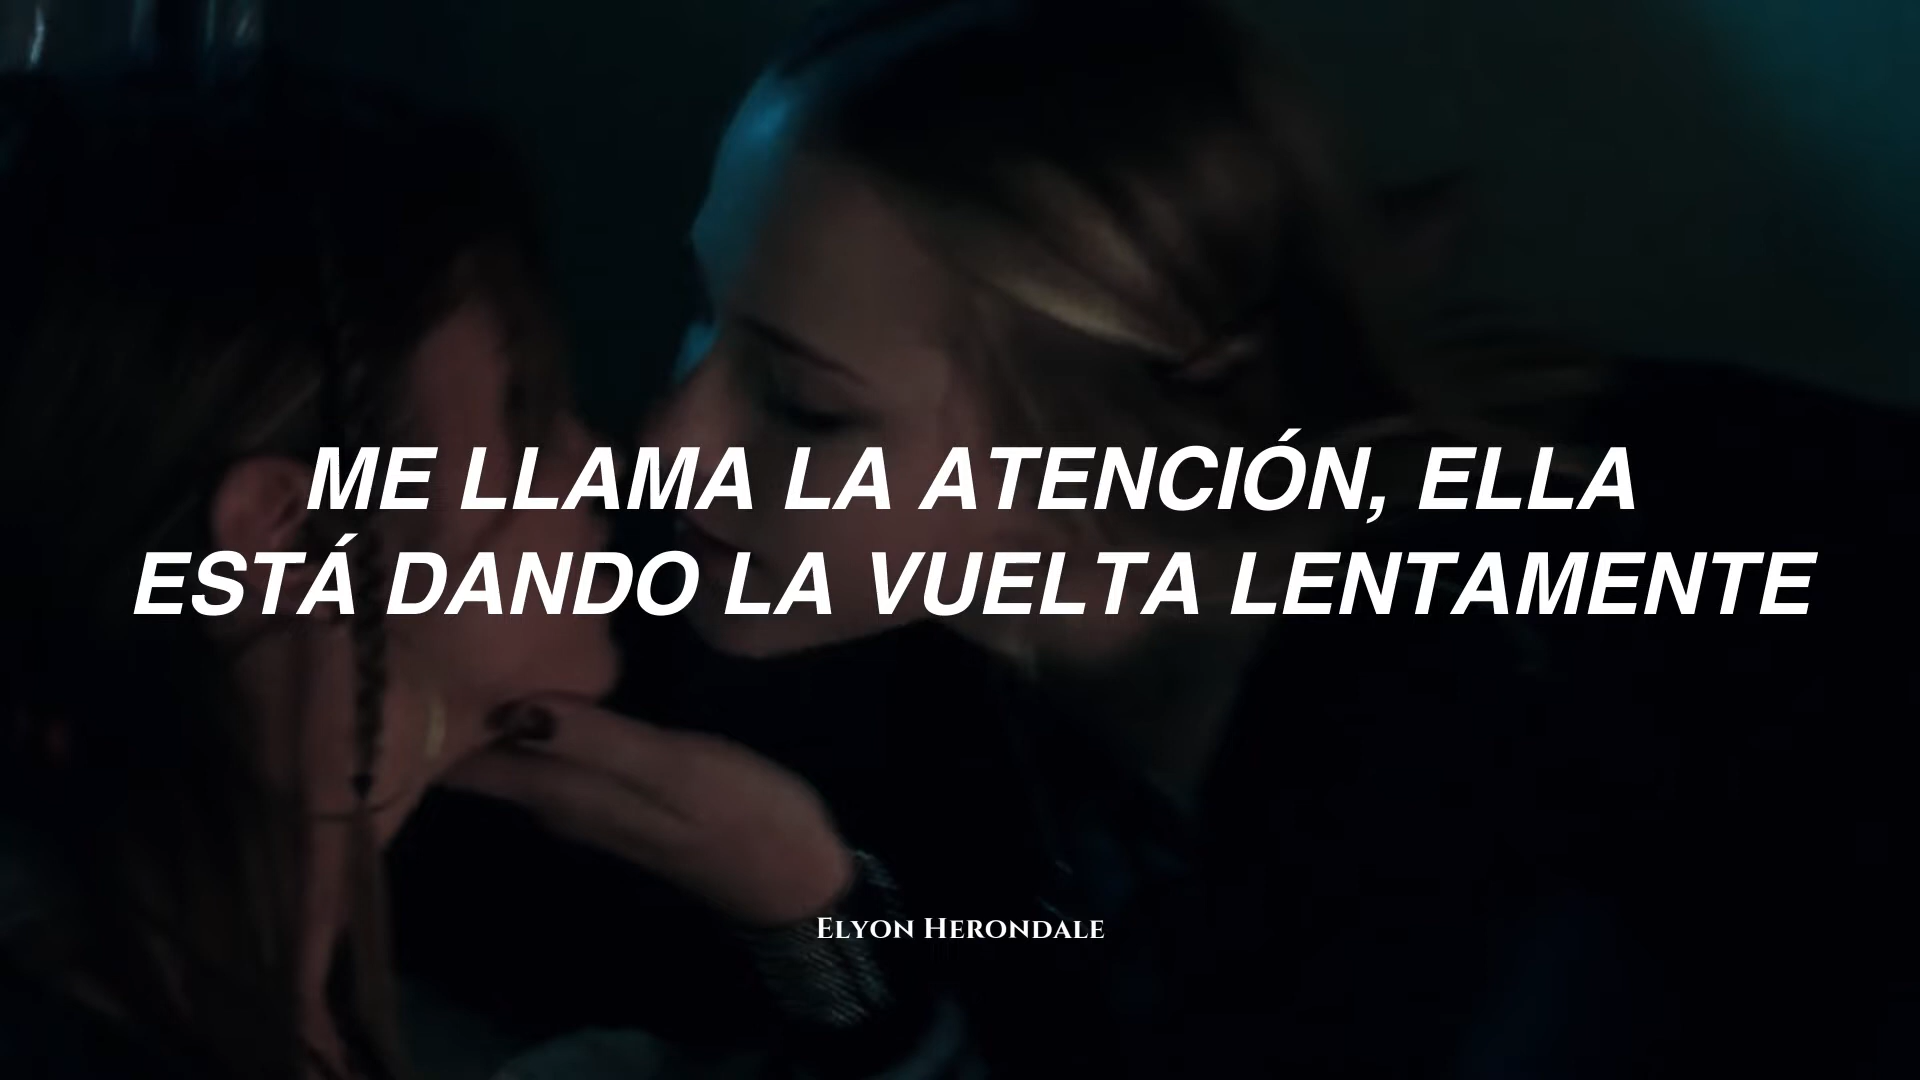 ME LLAMA LA ATENCIÓN, ELLA
ESTÁ DANDO LA VUELTA LENTAMENTE
ELYON HERONDALE